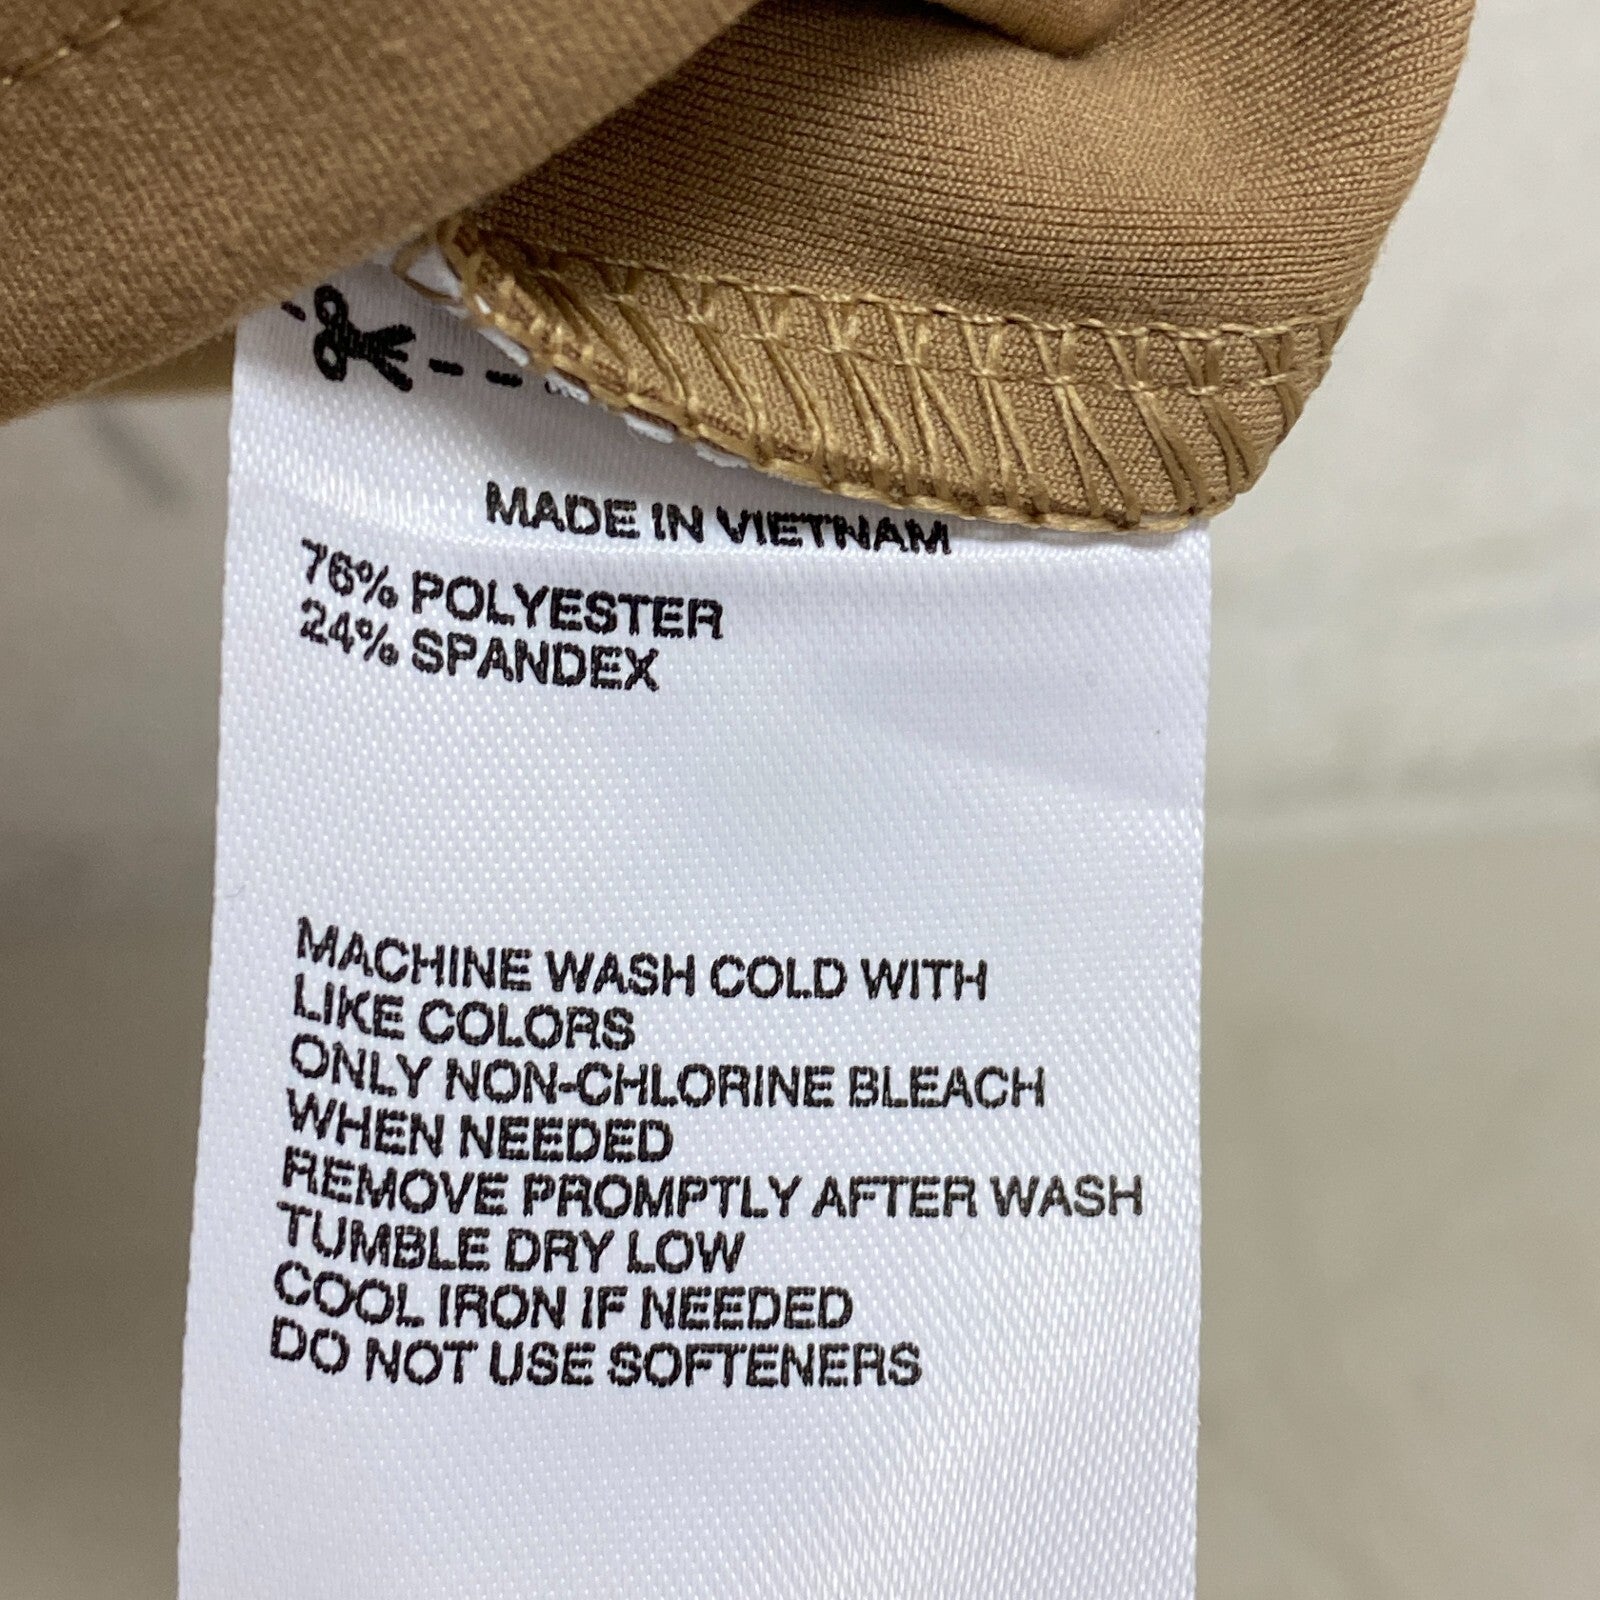 MADE IN VIETNAM
76% POLYESTER
24% SPANDEX
MACHINE WASH COLD WITH
LIKE COLORS
ONLY NON-CHLORINE BLEACH
WHEN NEEDED
REMOVE PROMPTLY AFTER WASH
TUMBLE DRY LOW
COOL IRON IF NEEDED
DO NOT USE SOFTENERS